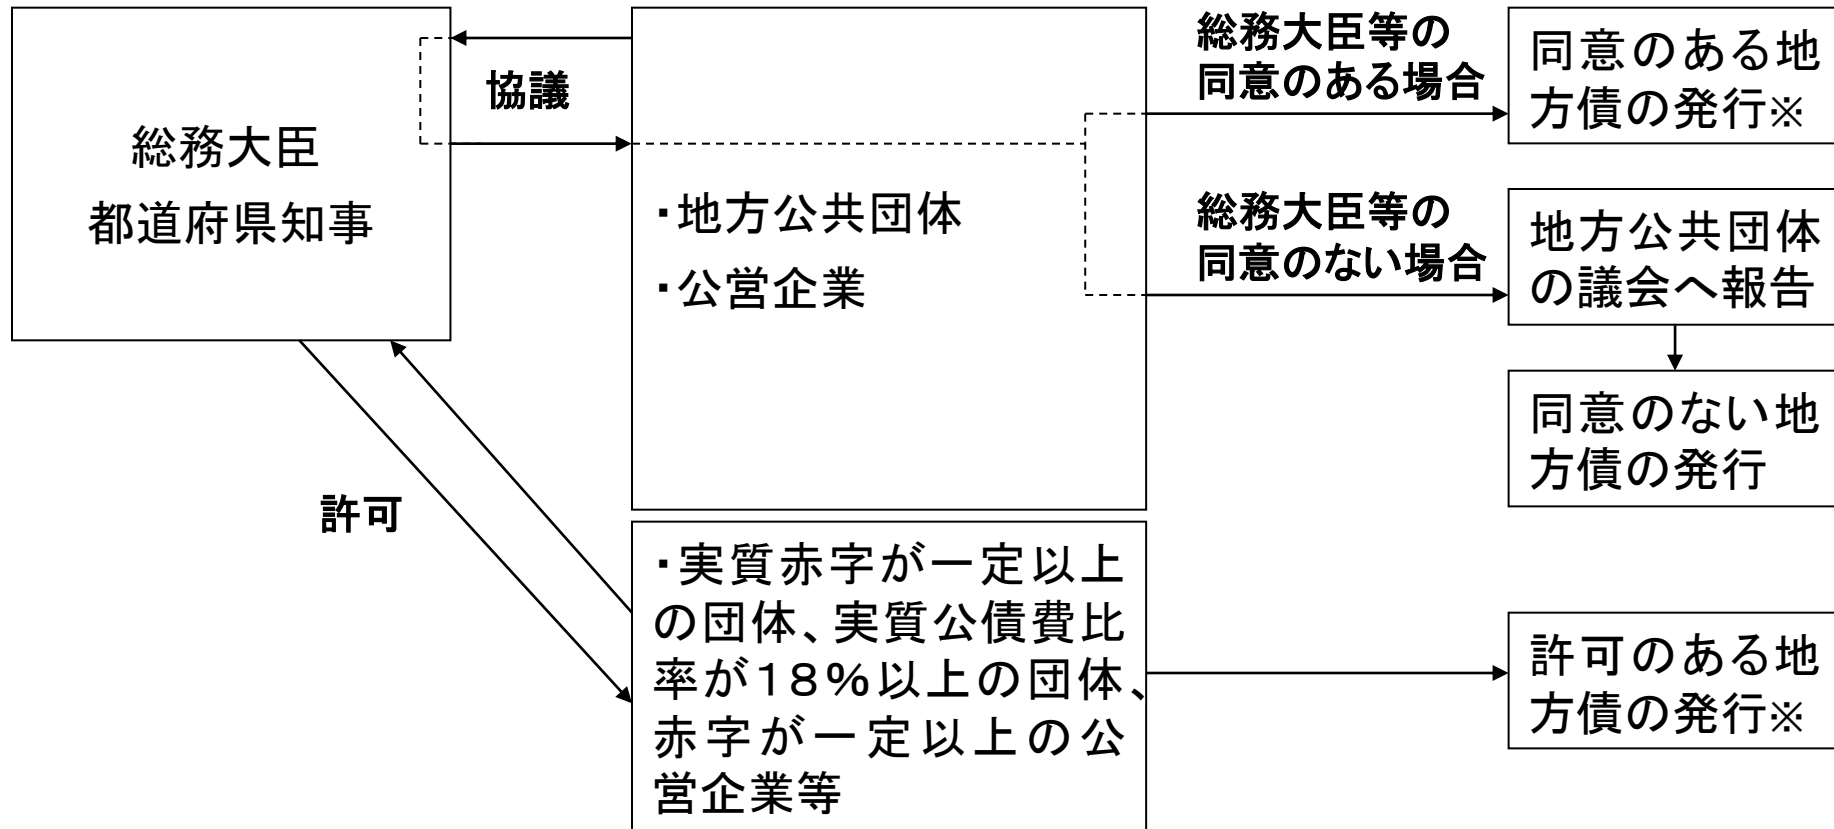 総務大臣
都道府県知事
協議
・地方公共団体
・公営企業
総務大臣等の
同意のある場合
同意のある地
方債の発行※
総務大臣等の
同意のない場合
地方公共団体
の議会へ報告
同意のない地
方債の発行
許可
・実質赤字が一定以上
の団体、実質公債費比
率が18%以上の団体、
赤字が一定以上の公
営企業等
許可のある地
方債の発行※